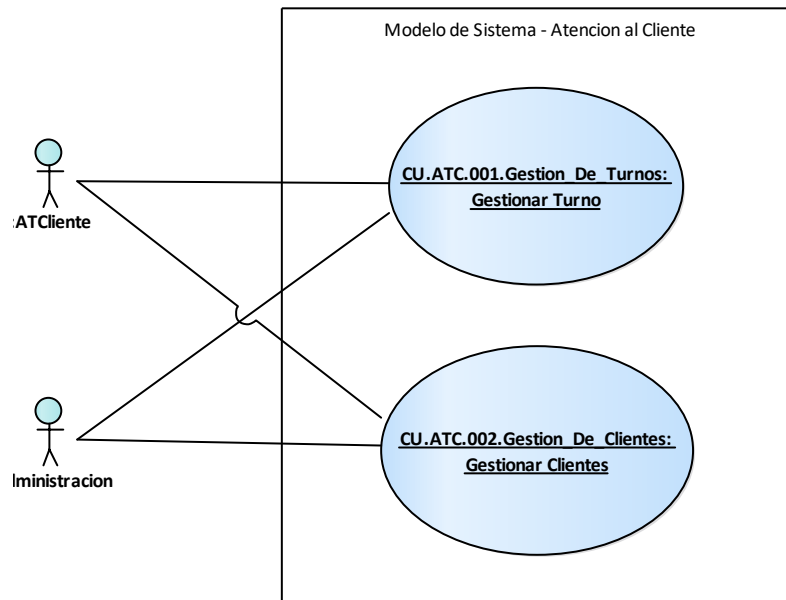 Modelo de Sistema - Atencion al Cliente
CU.ATC.001.Gestion_De_Turnos:
Gestionar Turno
:ATCliente
CU.ATC.002.Gestion_De_Clientes:
Gestionar Clientes
lministracion